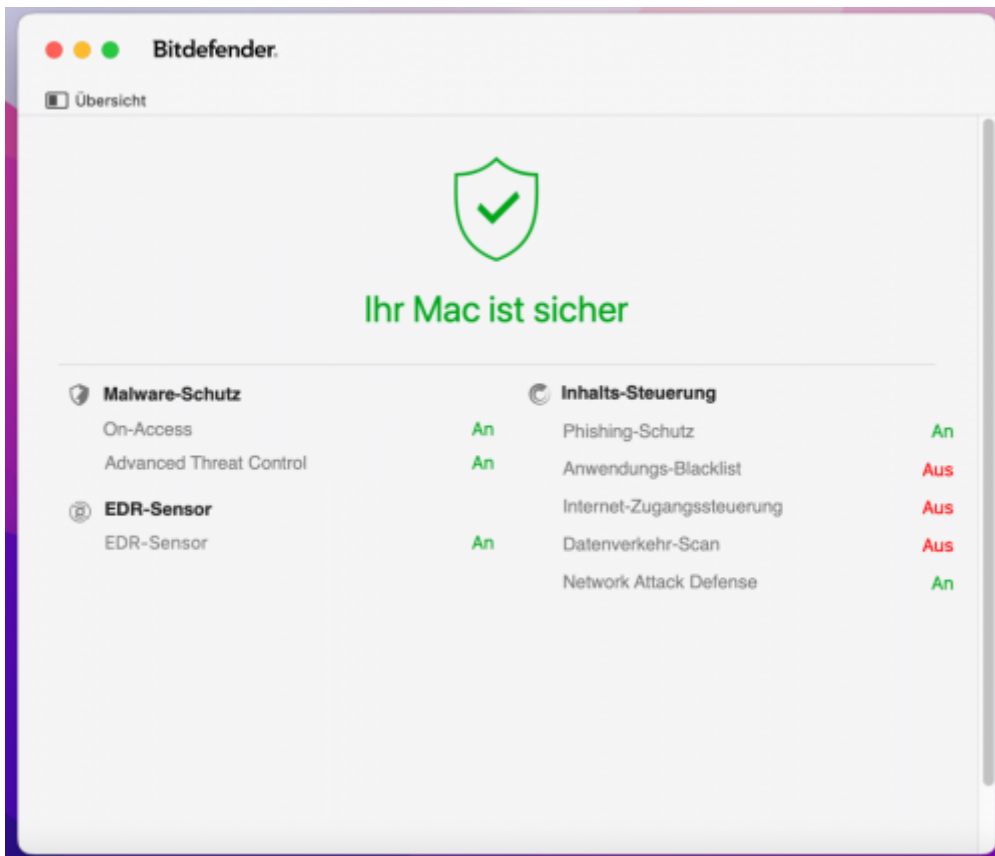 Bitdefender.
Übersicht
Ihr Mac ist sicher
Malware-Schutz
On-Access An
Advanced Threat Control An
EDR-Sensor
EDR-Sensor An
Inhalts-Steuerung
Phishing-Schutz An
Anwendungs-Blacklist Aus
Internet-Zugangssteuerung Aus
Datenverkehr-Scan Aus
Network Attack Defense An